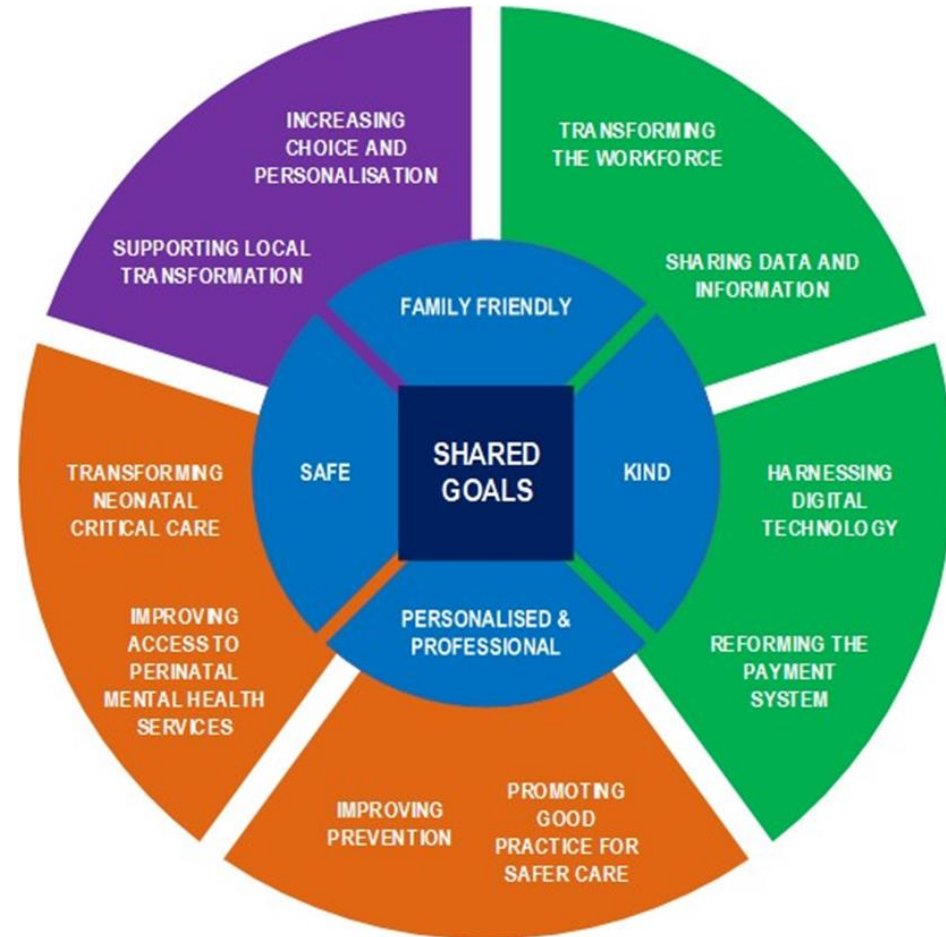 INCREASING
CHOICE AND
PERSONALISATION
SUPPORTING LOCAL
TRANSFORMATION
TRANSFORMING
THE WORKFORCE
SHARING DATA AND
INFORMATION
FAMILY FRIENDLY
SAFE
SHARED
GOALS
KIND
PERSONALISED &
PROFESSIONAL
TRANSFORMING
NEONATAL
CRITICAL CARE
IMPROVING
ACCESS TO
PERINATAL
MENTAL HEALTH
SERVICES
HARNESSING
DIGITAL
TECHNOLOGY
REFORMING THE
PAYMENT
SYSTEM
IMPROVING
PREVENTION
PROMOTING
GOOD
PRACTICE FOR
SAFER CARE